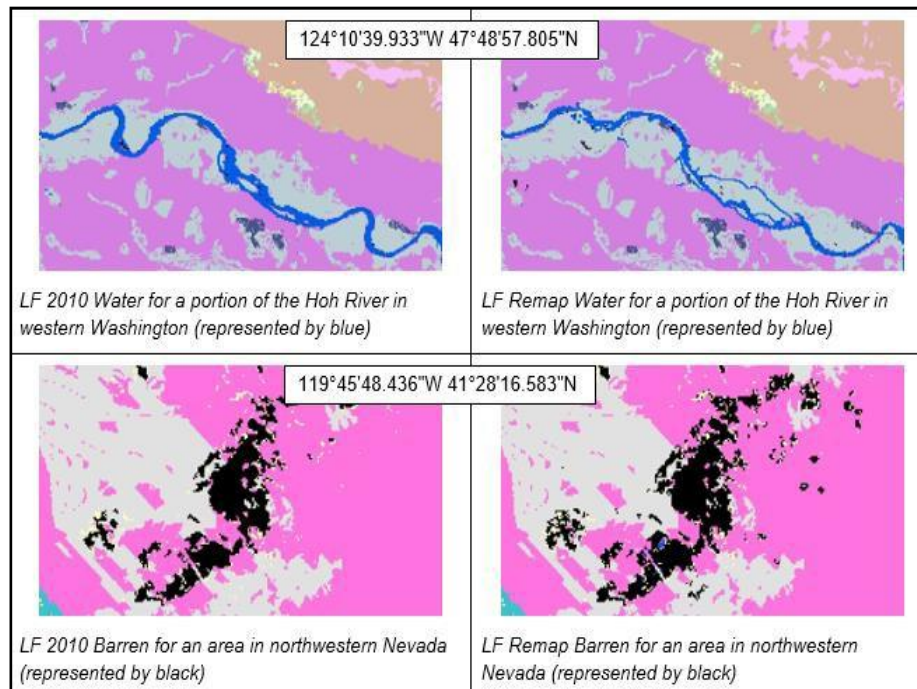 124°10'39.933"W 47°48'57.805"N
LF 2010 Water for a portion of the Hoh River in
western Washington (represented by blue)
LF Remap Water for a portion of the Hoh River in
western Washington (represented by blue)
119°45'48.436"W 41°28'16.583"N
LF 2010 Barren for an area in northwestern Nevada
(represented by black)
LF Remap Barren for an area in northwestern
Nevada (represented by black)